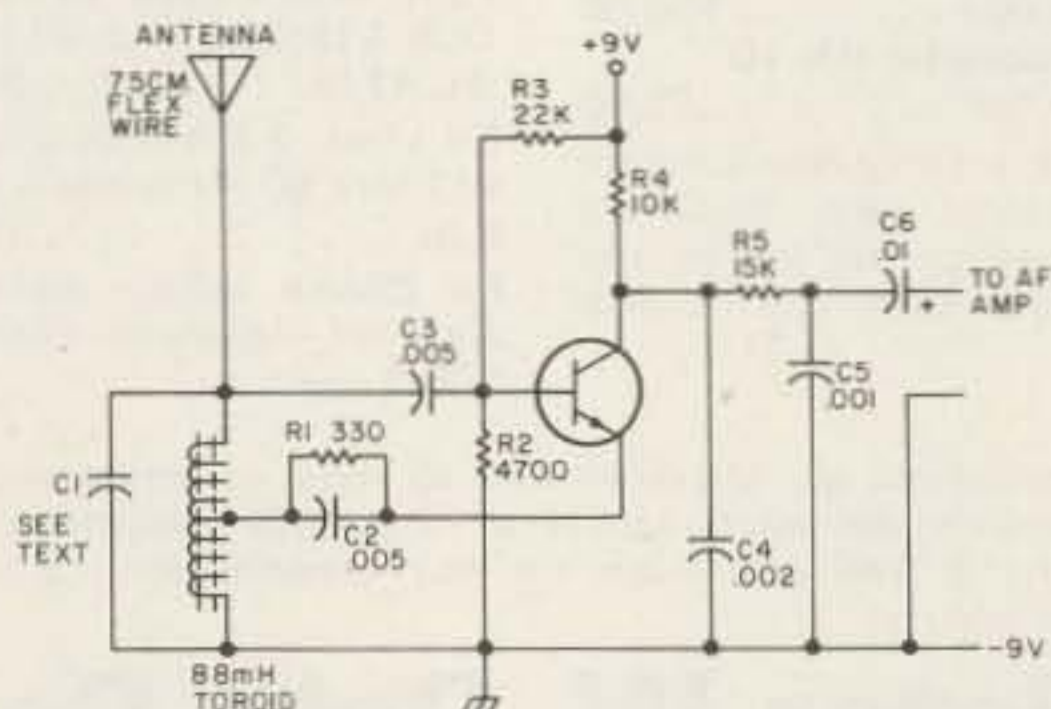 ANTENNA
75CM
FLEX
WIRE
+9V
R3
22K
R4
10K
R5
15K
C6
.01
+
TO AF
AMP
C3
.005
C5
.001
R1 330
R2
4700
C1
SEE
TEXT
C2
.005
C4
.002
-9V
88mH
TOROID